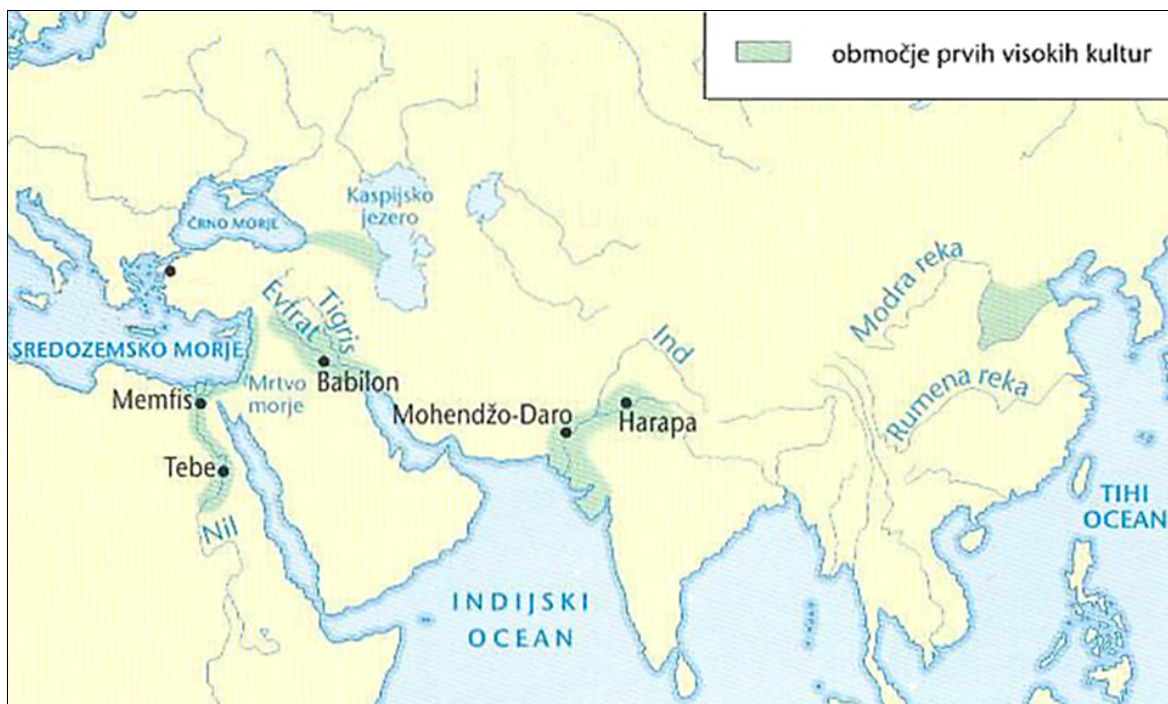 območje prvih visokih kultur
Kaspijsko
jezero
ČRNO MORJE
Modra reka
Evfrat
Tigris
Ind
SREDOZEMSKO MORJE
Mrtvo
morje
Babilon
Memfis
Rumena reka
Mohendžo-Daro
Harapa
Tebe
Nil
TIHI
OCEAN
INDIJSKI
OCEAN